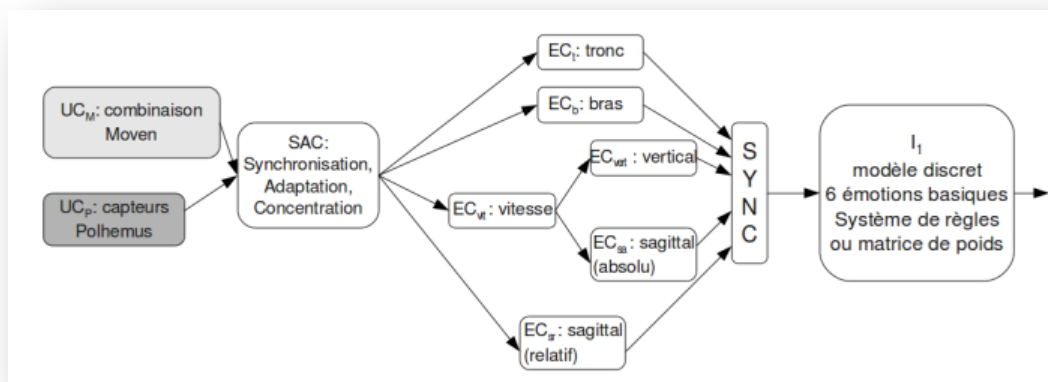 UC_M: combinaison
Moven
UC_P: capteurs
Polhemus
SAC:
Synchronisation,
Adaptation,
Concentration
EC_t: tronc
EC_b: bras
EC_vert: vertical
EC_vit: vitesse
EC_sa: sagittal
(absolu)
EC_sr: sagittal
(relatif)
S
Y
N
C
I_1
modèle discret
6 émotions basiques
Système de règles
ou matrice de poids